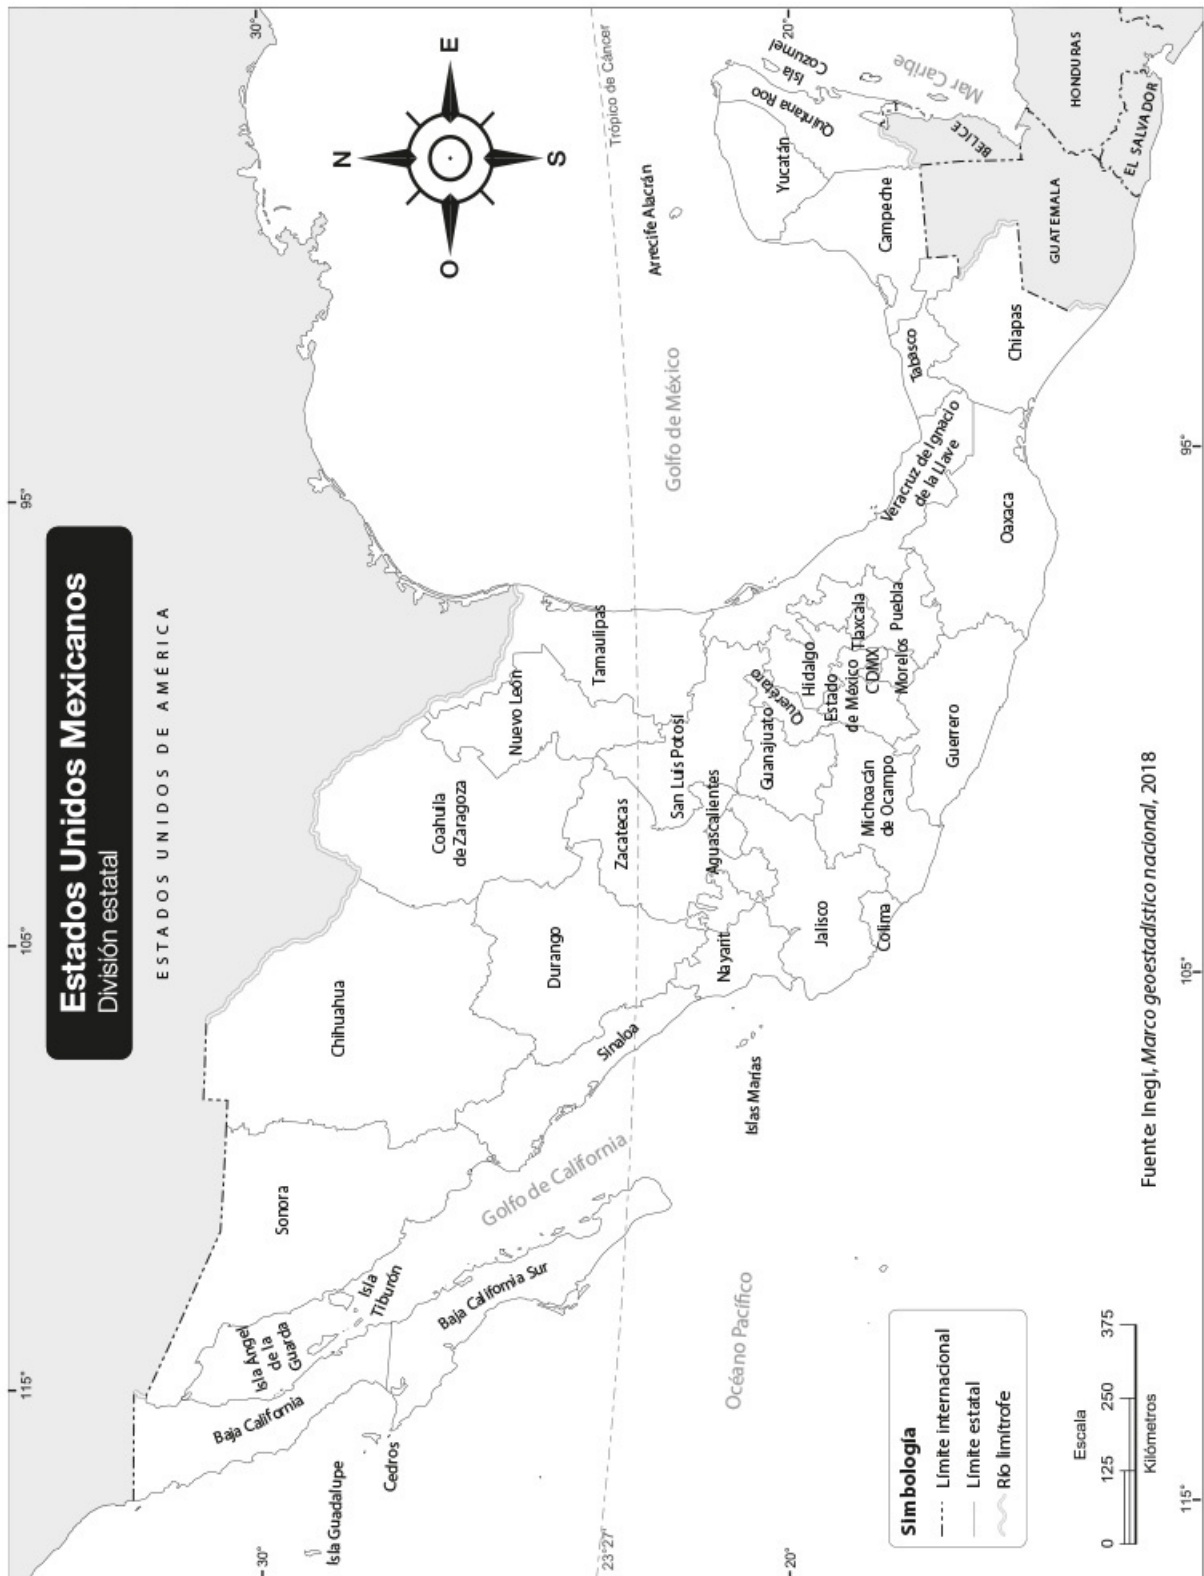 Estados Unidos Mexicanos
División estatal
ESTADOS UNIDOS DE AMÉRICA
115°
105°
95°
30°
30°
N
O
E
S
Baja California
Isla Ángel
de la
Guarda
Sonora
Chihuahua
Coahuila
de Zaragoza
Nuevo León
Tamaulipas
Isla Guadalupe
Cedros
Isla
Tiburón
Baja California Sur
Golfo de California
Sinaloa
Durango
Zacatecas
San Luis Potosí
23°27'
Trópico de Cáncer
Golfo de México
Arrecife Alacrán
Océano Pacífico
Islas Marías
Nayarit
Aguascalientes
Jalisco
Colima
Guanajuato
Querétaro
Hidalgo
Michoacán
de Ocampo
Estado
de México
CDMX
Tlaxcala
Morelos
Puebla
Guerrero
Veracruz de Ignacio
de la Llave
Oaxaca
Tabasco
Chiapas
Campeche
Yucatán
Quintana Roo
Isla
Cozumel
Mar Caribe
BELICE
GUATEMALA
HONDURAS
EL SALVADOR
20°
20°
Simbología
Límite internacional
Límite estatal
Río limítrofe
Escala
0 125 250 375
Kilómetros
Fuente: Inegi, Marco geoestadístico nacional, 2018
115°
105°
95°